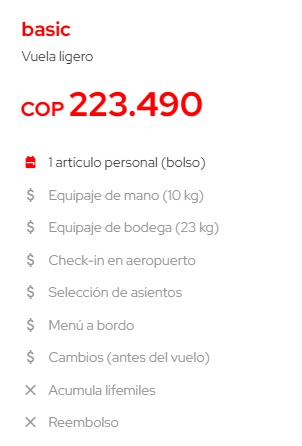 basic
Vuela ligero
COP 223.490
1 artículo personal (bolso)
$ Equipaje de mano (10 kg)
$ Equipaje de bodega (23 kg)
$ Check-in en aeropuerto
$ Selección de asientos
$ Menú a bordo
$ Cambios (antes del vuelo)
Acumula lifemiles
Reembolso